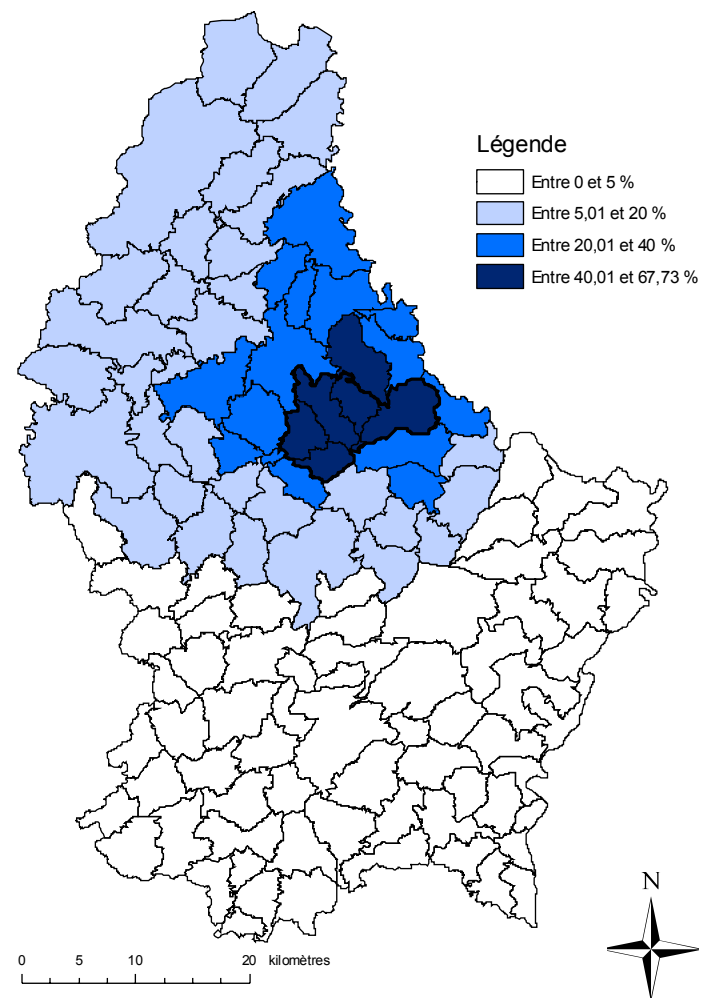 Légende
Entre 0 et 5 %
Entre 5,01 et 20 %
Entre 20,01 et 40 %
Entre 40,01 et 67,73 %
N
0 5 10 20 kilomètres